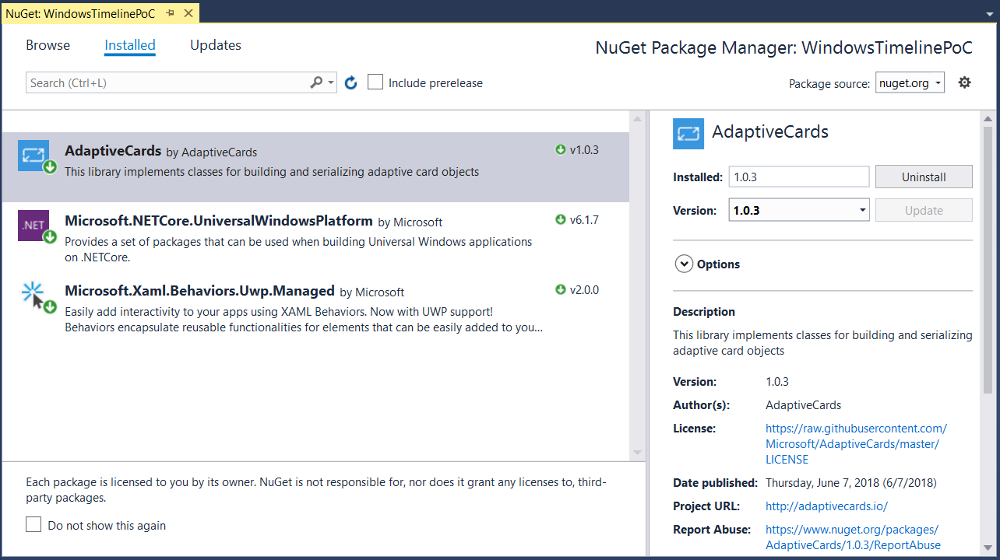 NuGet: WindowsTimelinePoC
Browse
Installed
Updates
NuGet Package Manager: WindowsTimelinePoC
Search (Ctrl+L)
Include prerelease
Package source:
nuget.org
AdaptiveCards by AdaptiveCards
v1.0.3
This library implements classes for building and serializing adaptive card objects
.NET
Microsoft.NETCore.UniversalWindowsPlatform by Microsoft
v6.1.7
Provides a set of packages that can be used when building Universal Windows applications
on .NETCore.
Microsoft.Xaml.Behaviors.Uwp.Managed by Microsoft
v2.0.0
Easily add interactivity to your apps using XAML Behaviors. Now with UWP support!
Behaviors encapsulate reusable functionalities for elements that can be easily added to you...
Each package is licensed to you by its owner. NuGet is not responsible for, nor does it grant any licenses to, third-
party packages.
Do not show this again
AdaptiveCards
Installed:
1.0.3
Uninstall
Version:
1.0.3
Update
Options
Description
This library implements classes for building and serializing
adaptive card objects
Version: 1.0.3
Author(s): AdaptiveCards
License: https://raw.githubusercontent.com/
Microsoft/AdaptiveCards/master/
LICENSE
Date published: Thursday, June 7, 2018 (6/7/2018)
Project URL: http://adaptivecards.io/
Report Abuse: https://www.nuget.org/packages/
AdaptiveCards/1.0.3/ReportAbuse